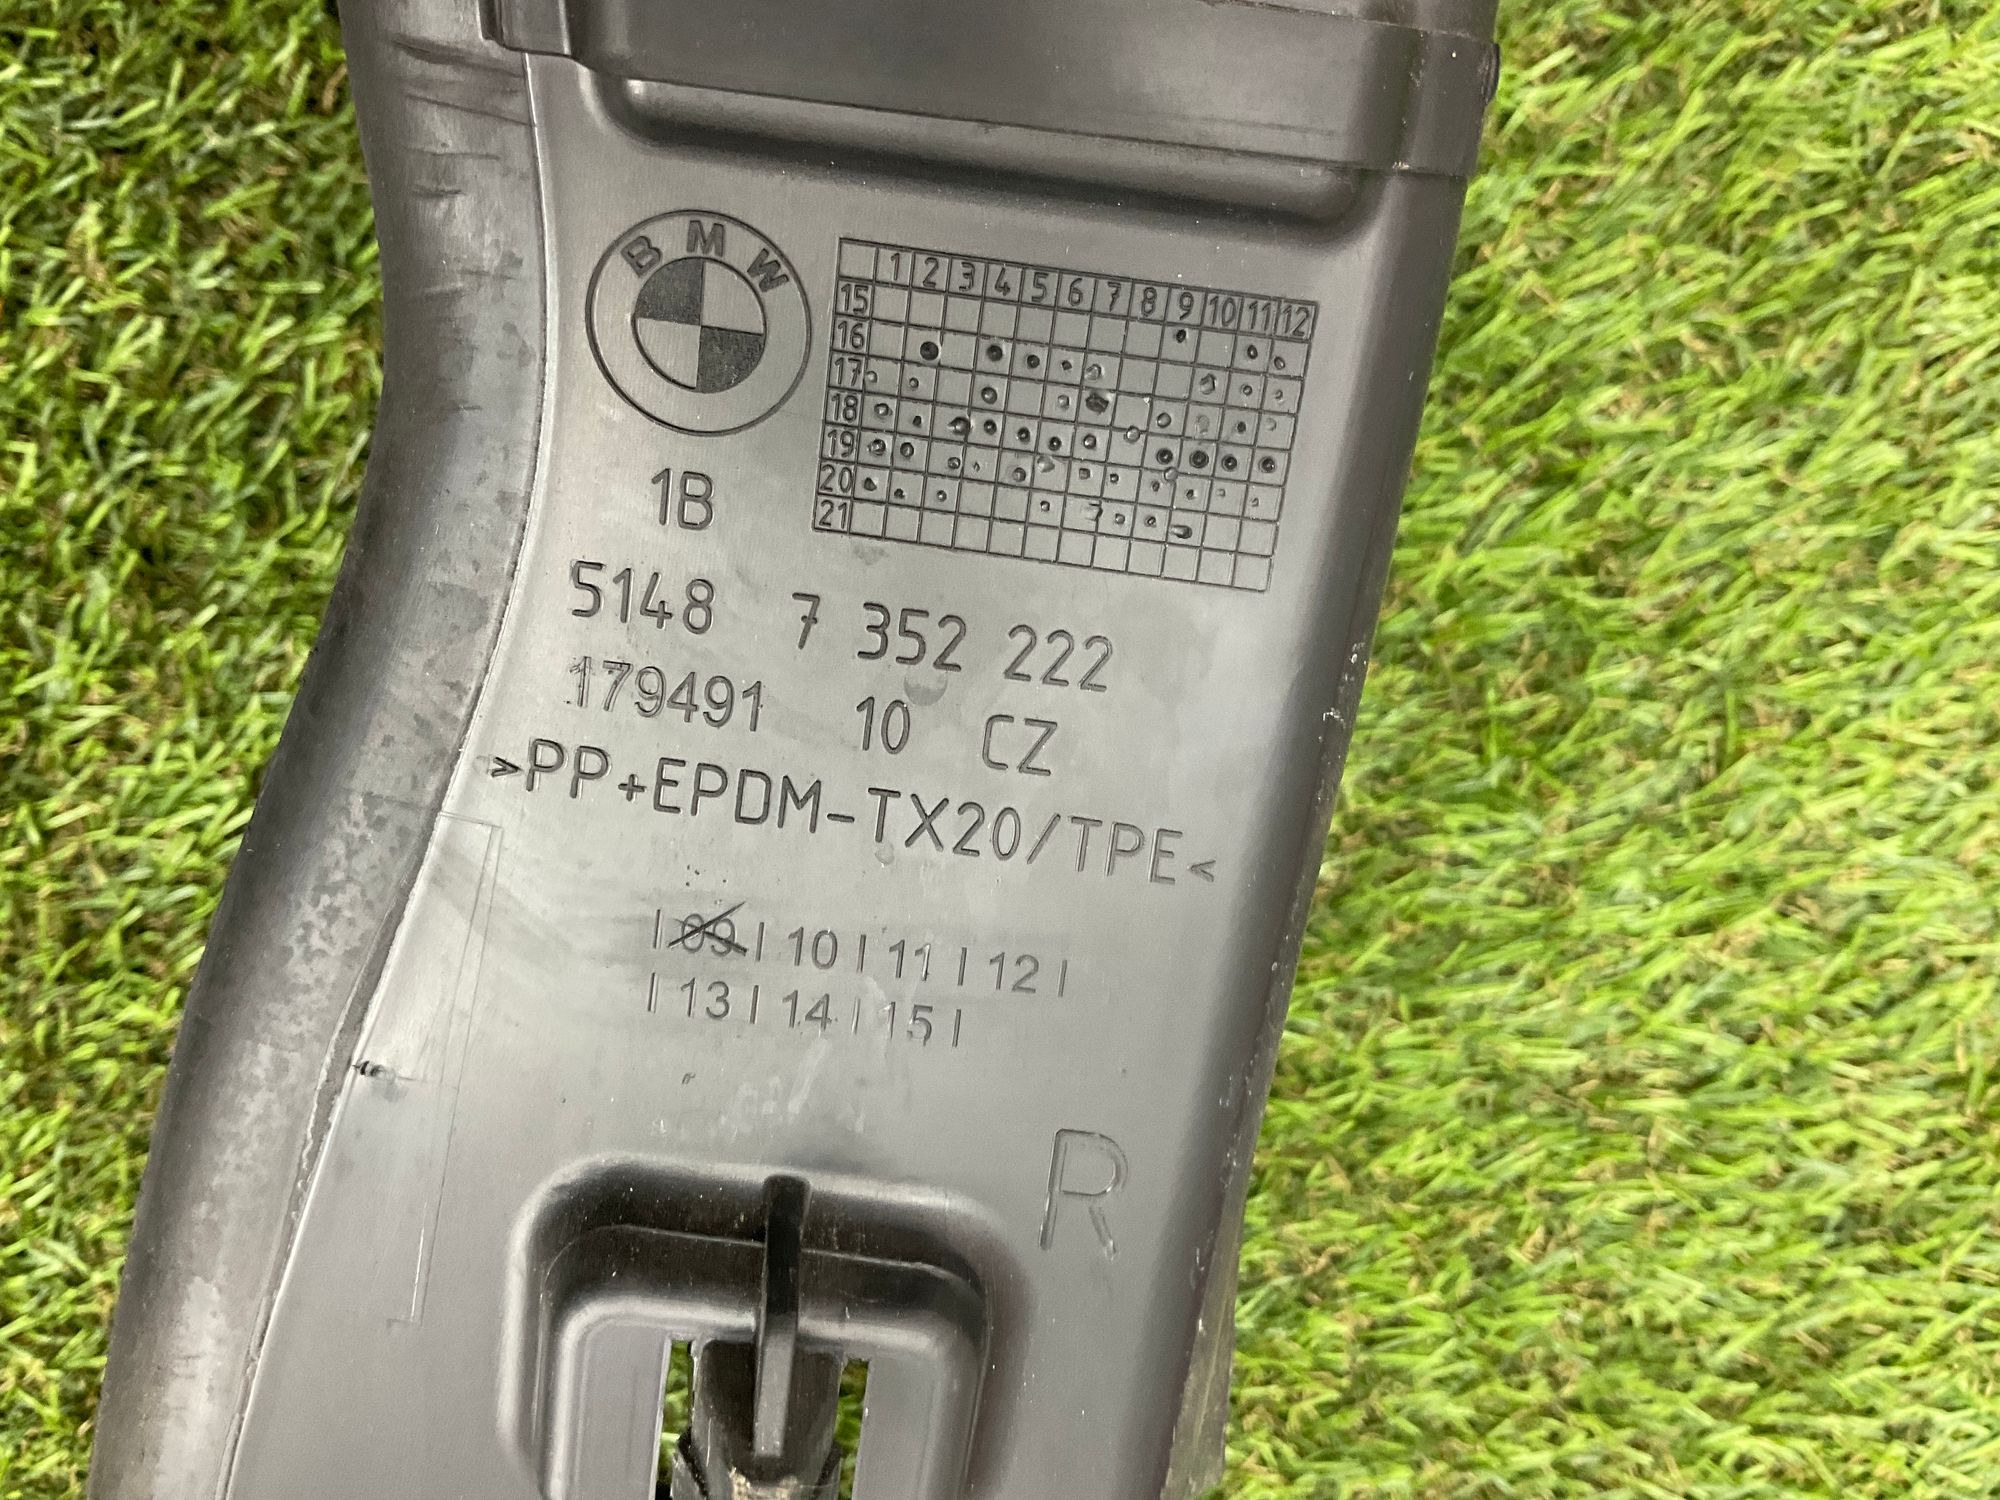 BMW
1 2 3 4 5 6 7 8 9 10 11 12
15
16
17
18
19
20
21
1B
5148 7 352 222
179491 10 CZ
>PP+EPDM-TX20/TPE<
| 09 | 10 | 11 | 12 |
| 13 | 14 | 15 |
R